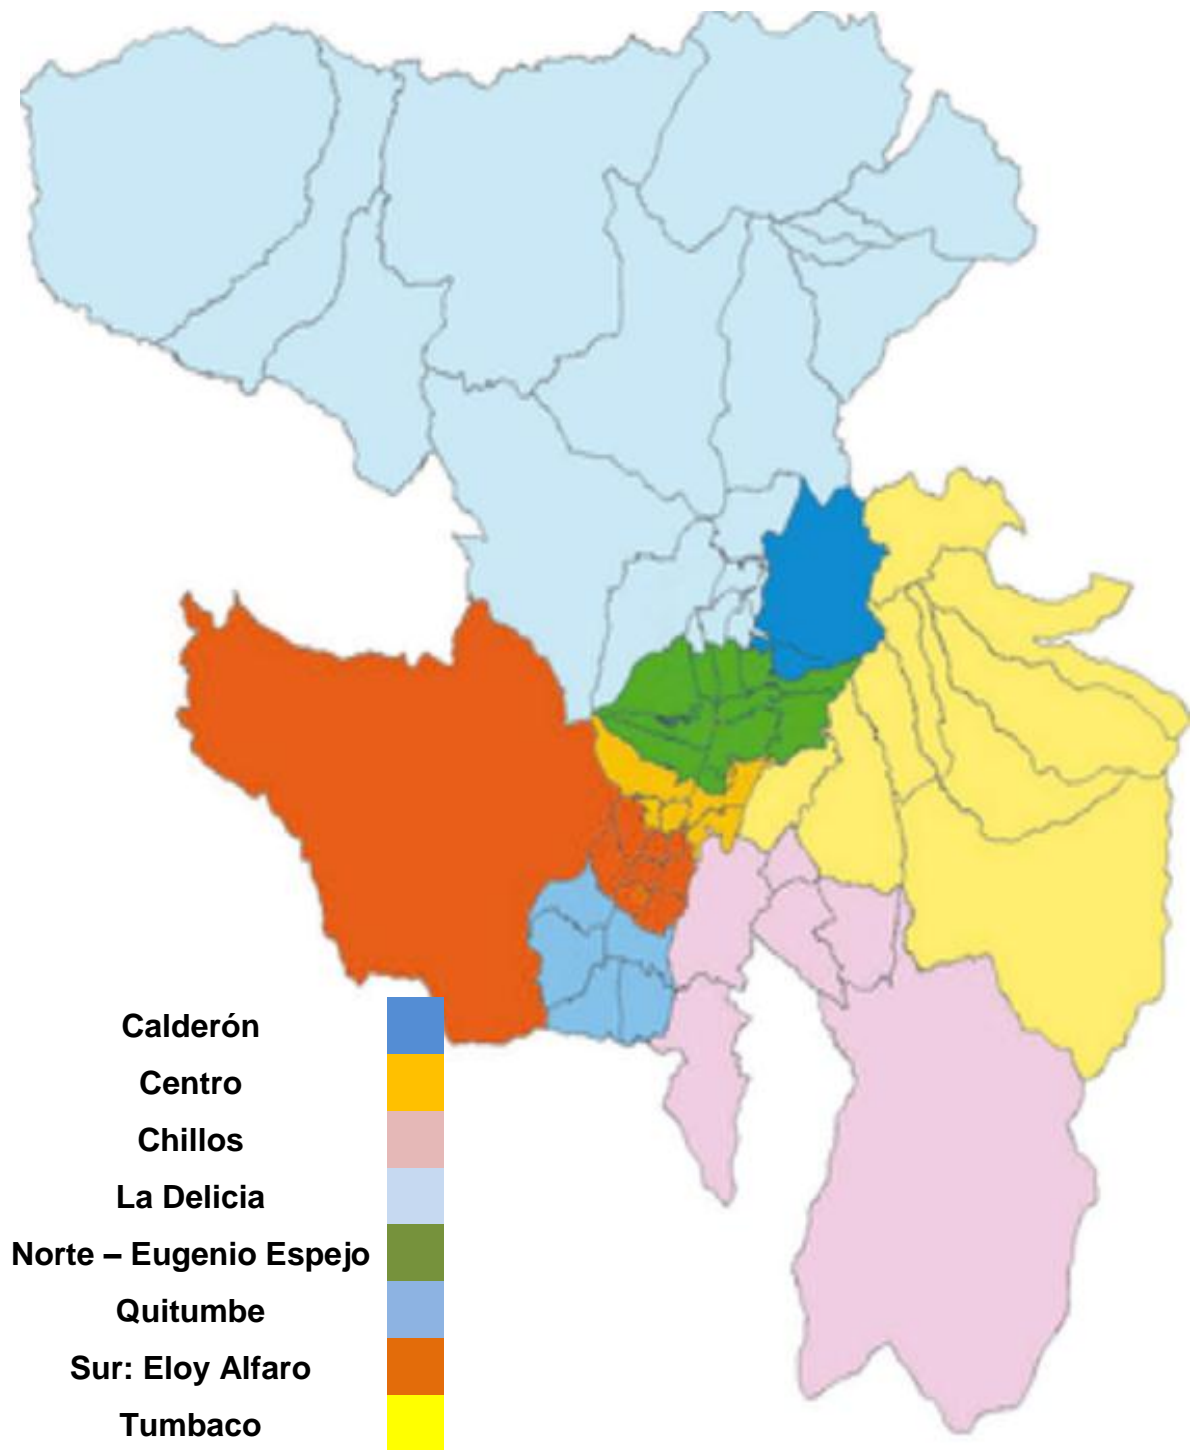 Calderón
Centro
Chillos
La Delicia
Norte – Eugenio Espejo
Quitumbe
Sur: Eloy Alfaro
Tumbaco